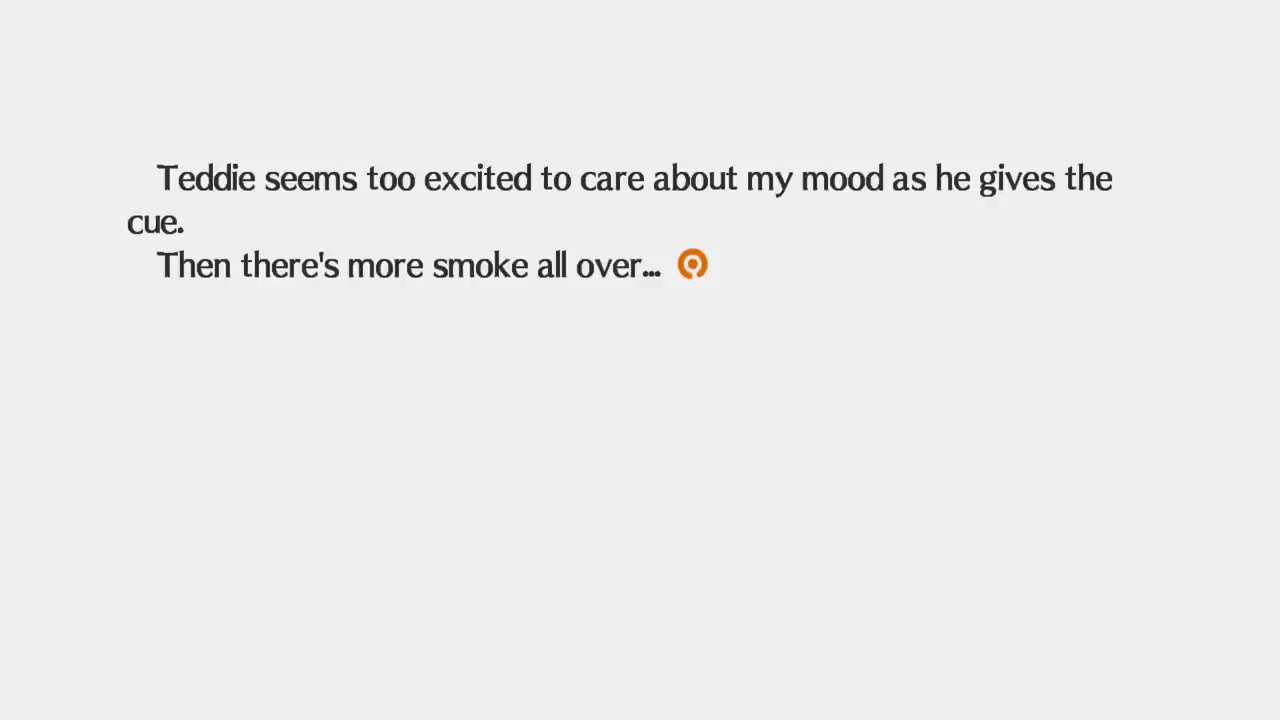 Teddie seems too excited to care about my mood as he gives the
cue.
Then there's more smoke all over...